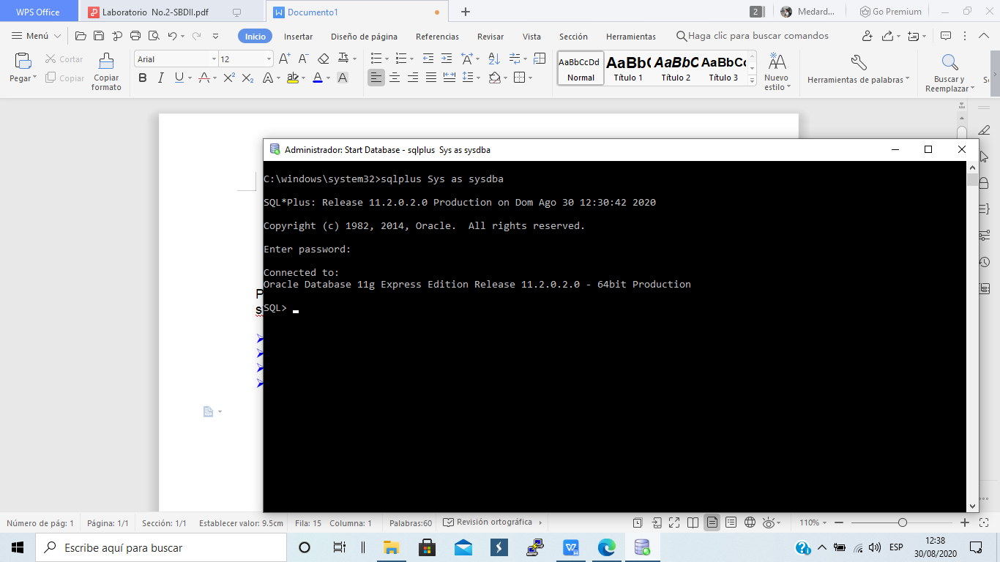 WPS Office
Laboratorio No.2-SBDII.pdf
Documento1
2
Medard...
Go Premium
Menú
Inicio
Insertar
Diseño de página
Referencias
Revisar
Vista
Sección
Herramientas
Haga clic para buscar comandos
Pegar
Cortar
Copiar
Copiar
formato
Arial
12
AaBbCcDd
Normal
AaBb(
Título 1
AaBbC
Título 2
AaBbC
Título 3
Nuevo
estilo
Herramientas de palabras
Buscar y
Reemplazar
Administrador: Start Database - sqlplus Sys as sysdba
C:\windows\system32>sqlplus Sys as sysdba
SQL*Plus: Release 11.2.0.2.0 Production on Dom Ago 30 12:30:42 2020
Copyright (c) 1982, 2014, Oracle. All rights reserved.
Enter password:
Connected to:
Oracle Database 11g Express Edition Release 11.2.0.2.0 - 64bit Production
SQL>
Número de pág: 1
Página: 1/1
Sección: 1/1
Establecer valor: 9.5cm
Fila: 15
Columna: 1
Palabras:60
Revisión ortográfica
110%
Escribe aquí para buscar
ESP
12:38
30/08/2020